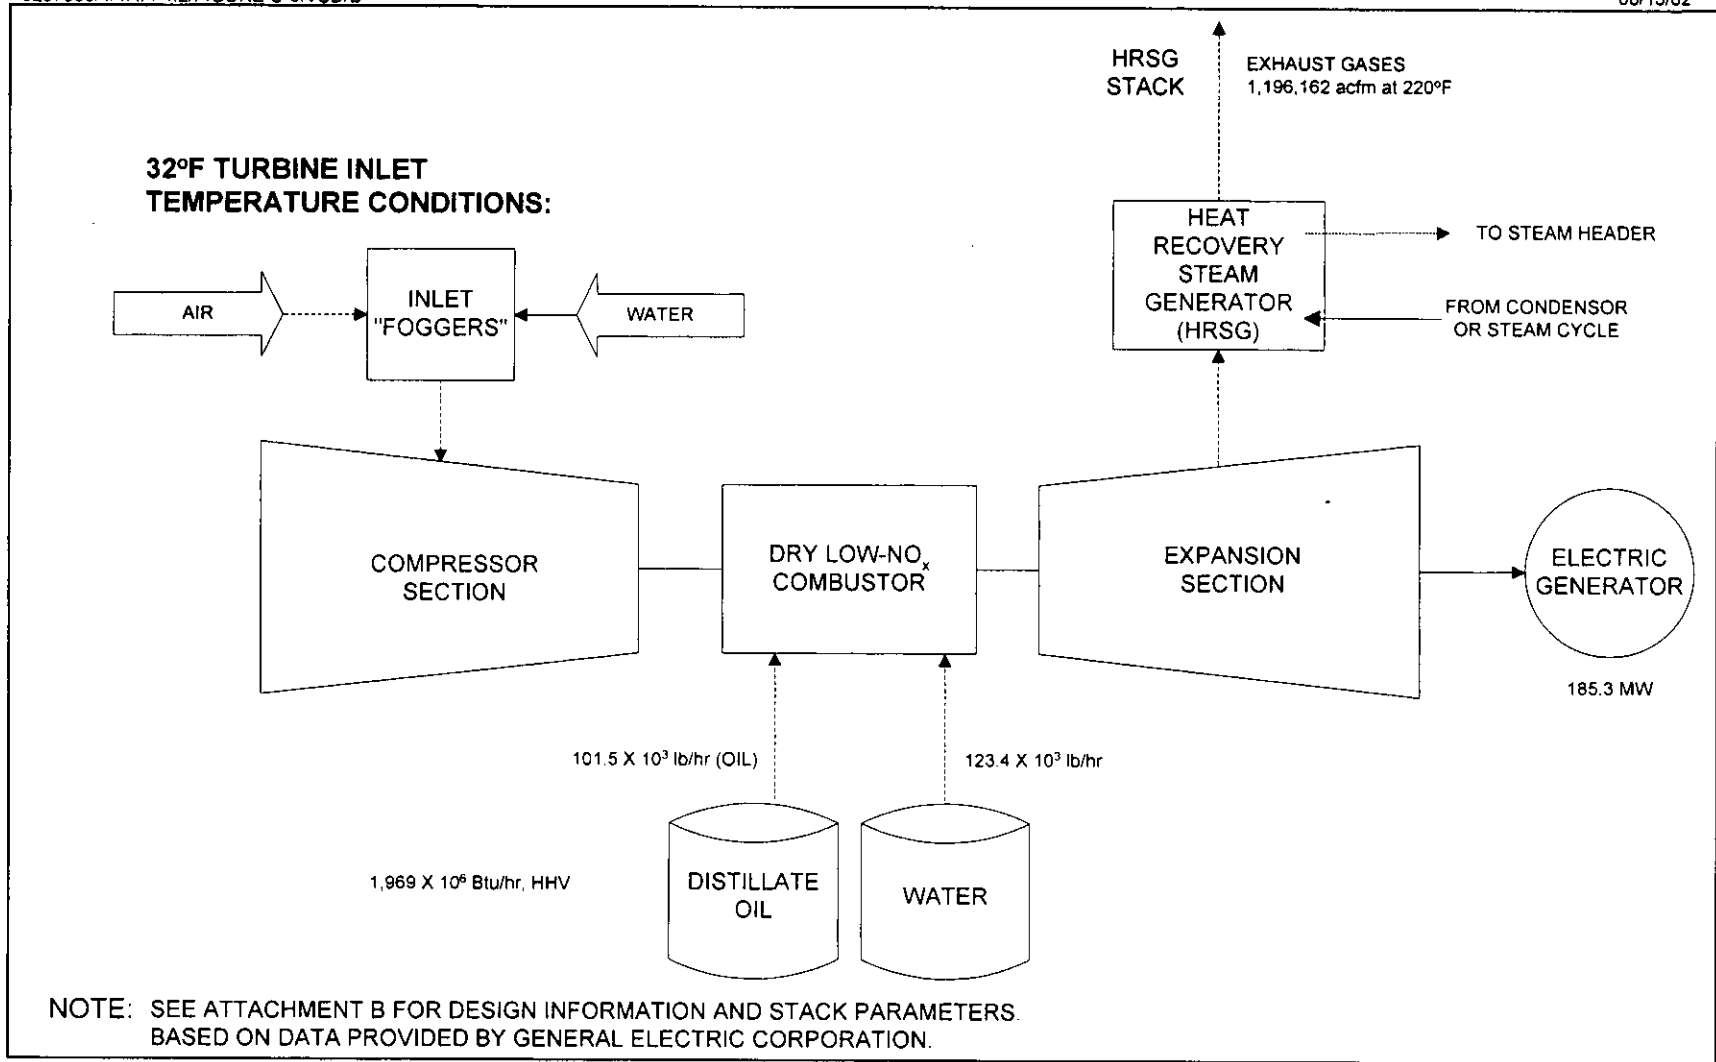 HRSG
STACK
EXHAUST GASES
1,196,162 acfm at 220ºF
32ºF TURBINE INLET
TEMPERATURE CONDITIONS:
AIR
INLET
"FOGGERS"
WATER
HEAT
RECOVERY
STEAM
GENERATOR
(HRSG)
TO STEAM HEADER
FROM CONDENSOR
OR STEAM CYCLE
COMPRESSOR
SECTION
DRY LOW-NOx
COMBUSTOR
EXPANSION
SECTION
ELECTRIC
GENERATOR
185.3 MW
101.5 X 10³ lb/hr (OIL)
123.4 X 10³ lb/hr
1,969 X 10⁶ Btu/hr, HHV
DISTILLATE
OIL
WATER
NOTE: SEE ATTACHMENT B FOR DESIGN INFORMATION AND STACK PARAMETERS.
BASED ON DATA PROVIDED BY GENERAL ELECTRIC CORPORATION.